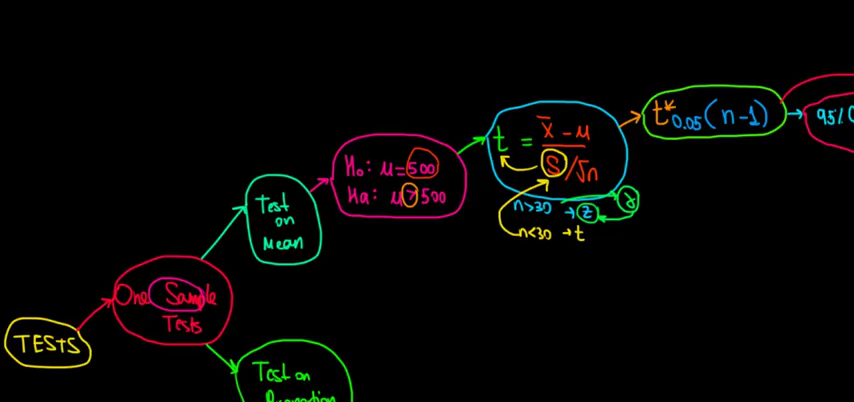 TESTS
One Sample
Tests
Test
on
Mean
H₀: μ=500
Ha: μ>500
t = x̄-μ
S/√n
n>30 → z
n<30 → t
t*0.05(n-1)
95%
Test on